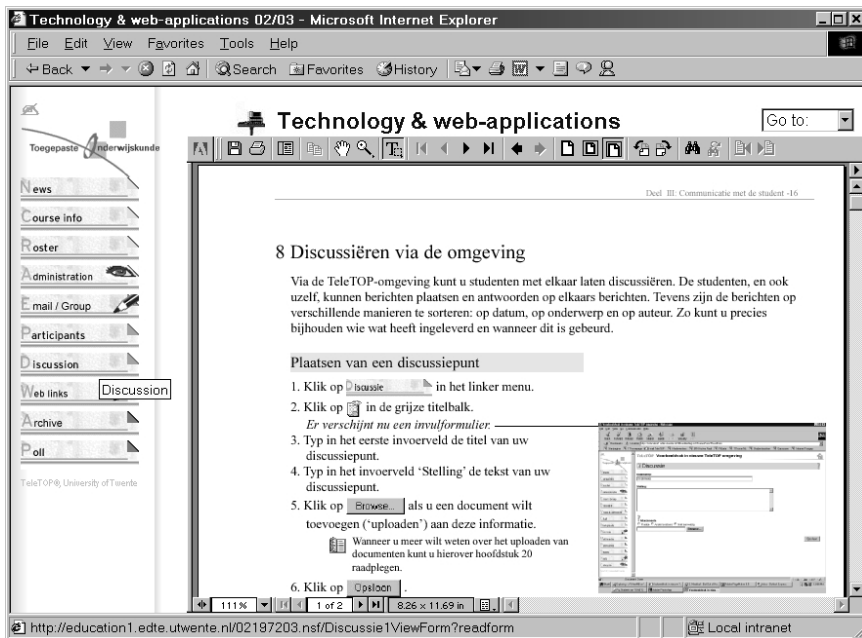 Technology & web-applications 02/03 - Microsoft Internet Explorer
File Edit View Favorites Tools Help
Back Search Favorites History
Technology & web-applications
Go to:
Toegepaste Onderwijskunde
News
Course info
Roster
Administration
Email / Group
Participants
Discussion
Web links
Discussion
Archive
Poll
TeleTOP®, University of Twente
Deel III: Communicatie met de student -16
8 Discussiëren via de omgeving
Via de TeleTOP-omgeving kunt u studenten met elkaar laten discussiëren. De studenten, en ook
uzelf, kunnen berichten plaatsen en antwoorden op elkaars berichten. Tevens zijn de berichten op
verschillende manieren te sorteren: op datum, op onderwerp en op auteur. Zo kunt u precies
bijhouden wie wat heeft ingeleverd en wanneer dit is gebeurd.
Plaatsen van een discussiepunt
1. Klik op Discussie in het linker menu.
2. Klik op in de grijze titelbalk.
Er verschijnt nu een invulformulier.
3. Typ in het eerste invoerveld de titel van uw
discussiepunt.
4. Typ in het invoerveld ‘Stelling’ de tekst van uw
discussiepunt.
5. Klik op Browse... als u een document wilt
toevoegen (‘uploaden’) aan deze informatie.
Wanneer u meer wilt weten over het uploaden van
documenten kunt u hierover hoofdstuk 20
raadplegen.
6. Klik op Opslaan .
111% 1 of 2 8.26 x 11.69 in
http://education1.edte.utwente.nl/02197203.nsf/Discussie1ViewForm?readform
Local intranet